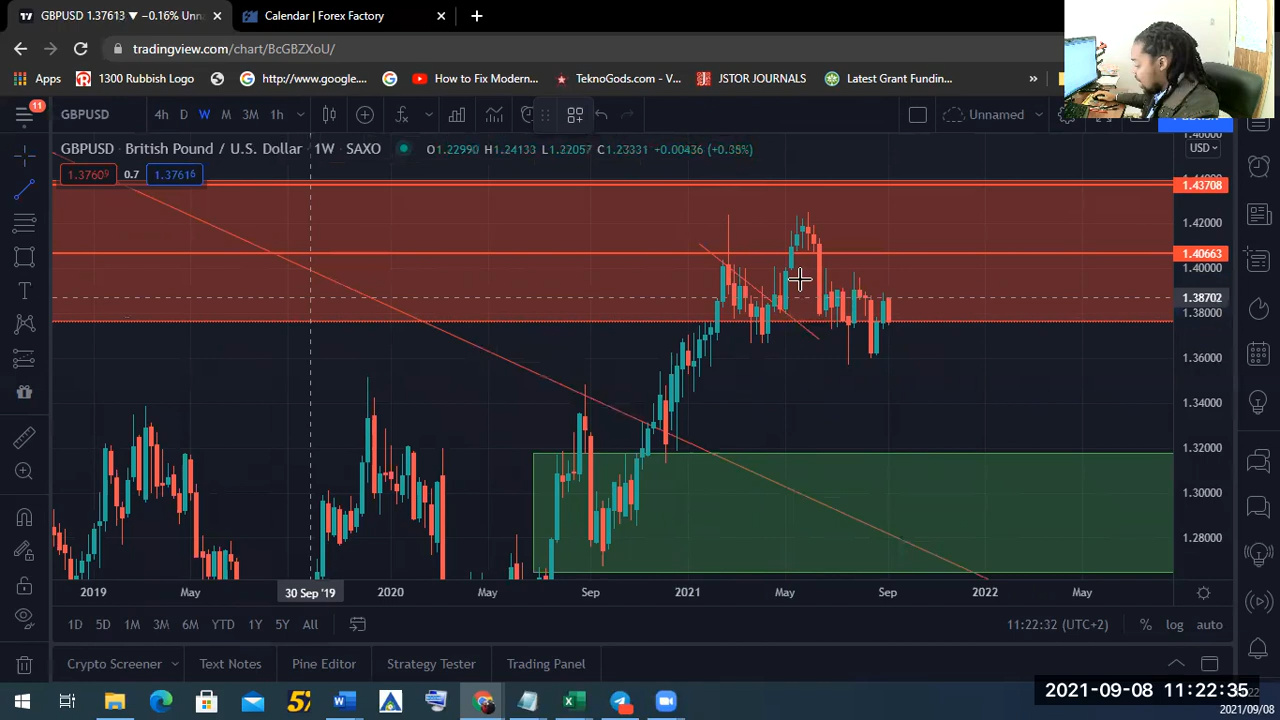 GBPUSD 1.37613 ▼ −0.16% Unna
Calendar | Forex Factory
tradingview.com/chart/BcGBZXoU/
Apps
1300 Rubbish Logo
http://www.google....
How to Fix Modern...
TeknoGods.com - V...
JSTOR JOURNALS
Latest Grant Fundin...
»
11
GBPUSD
4h D W M 3M 1h
Unnamed
GBPUSD · British Pound / U.S. Dollar · 1W · SAXO
O1.22990 H1.24133 L1.22057 C1.23331 +0.00436 (+0.35%)
USD
1.37609
0.7
1.37616
1.43708
1.42000
1.40663
1.40000
1.38702
1.38000
1.36000
1.34000
1.32000
1.30000
1.28000
2019 May 30 Sep '19 2020 May Sep 2021 May Sep 2022 May
1D 5D 1M 3M 6M YTD 1Y 5Y All
11:22:32 (UTC+2) % log auto
Crypto Screener Text Notes Pine Editor Strategy Tester Trading Panel
2021-09-08 11:22:35
2021/09/08